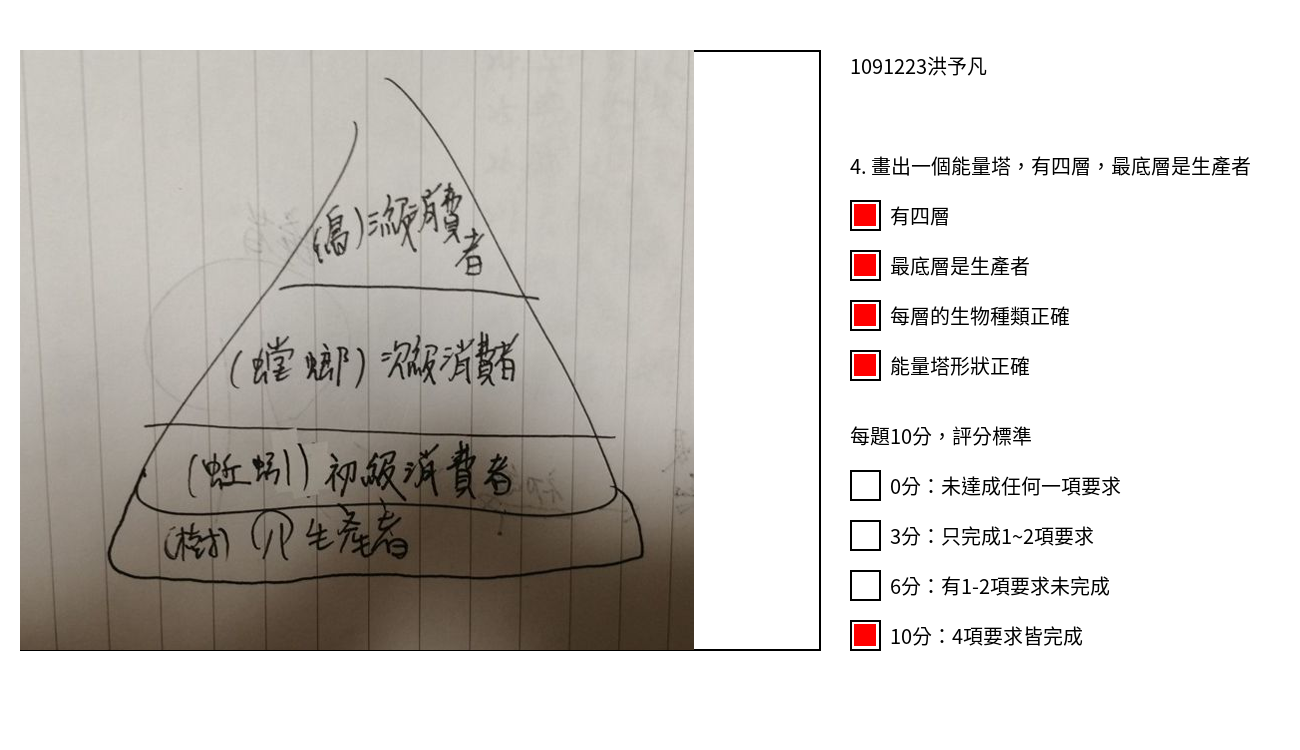 (鳥)三級消費
者
(螳螂)次級消費者
(蚯蚓)初級消費者
(樹) 生產者
1091223洪予凡
4. 畫出一個能量塔，有四層，最底層是生產者
有四層
最底層是生產者
每層的生物種類正確
能量塔形狀正確
每題10分，評分標準
0分：未達成任何一項要求
3分：只完成1~2項要求
6分：有1-2項要求未完成
10分：4項要求皆完成